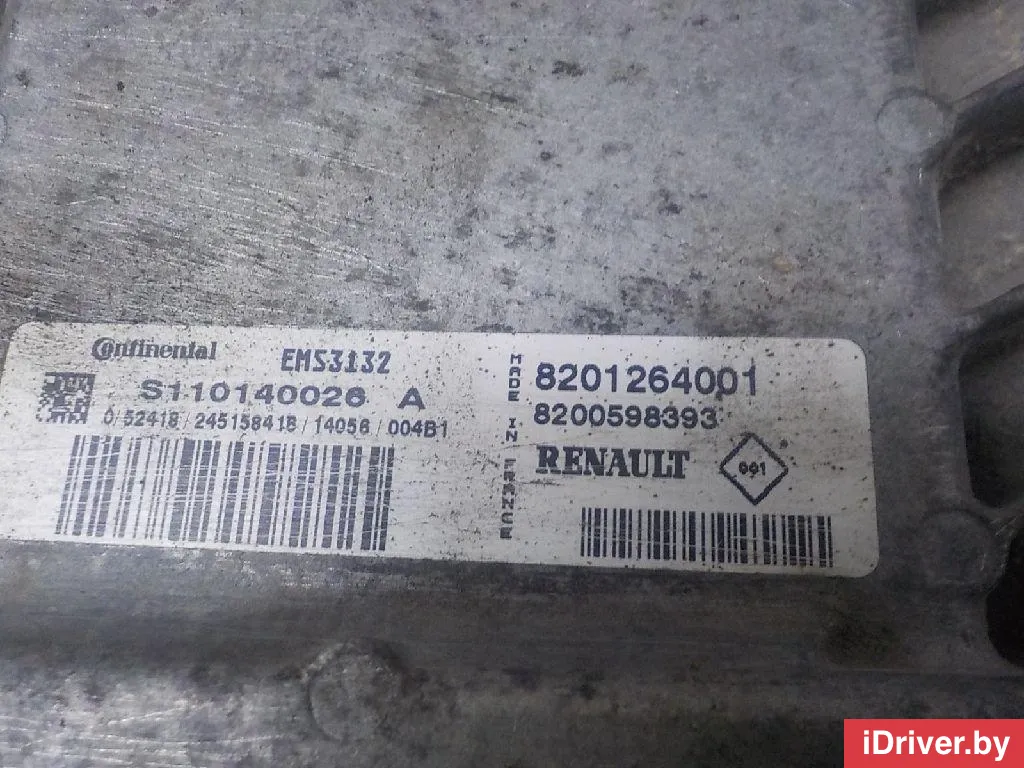 Continental EMS3132
S110140026 A
0 52418 / 245158418 / 14056 / 004B1
MADE IN FRANCE
8201264001
8200598393
RENAULT 001
iDriver.by